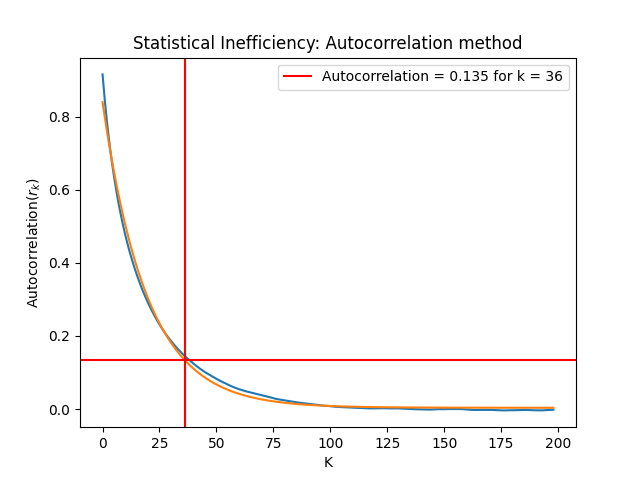 Statistical Inefficiency: Autocorrelation method
Autocorrelation = 0.135 for k = 36
Autocorrelation(r_k)
0.8
0.6
0.4
0.2
0.0
0 25 50 75 100 125 150 175 200
K